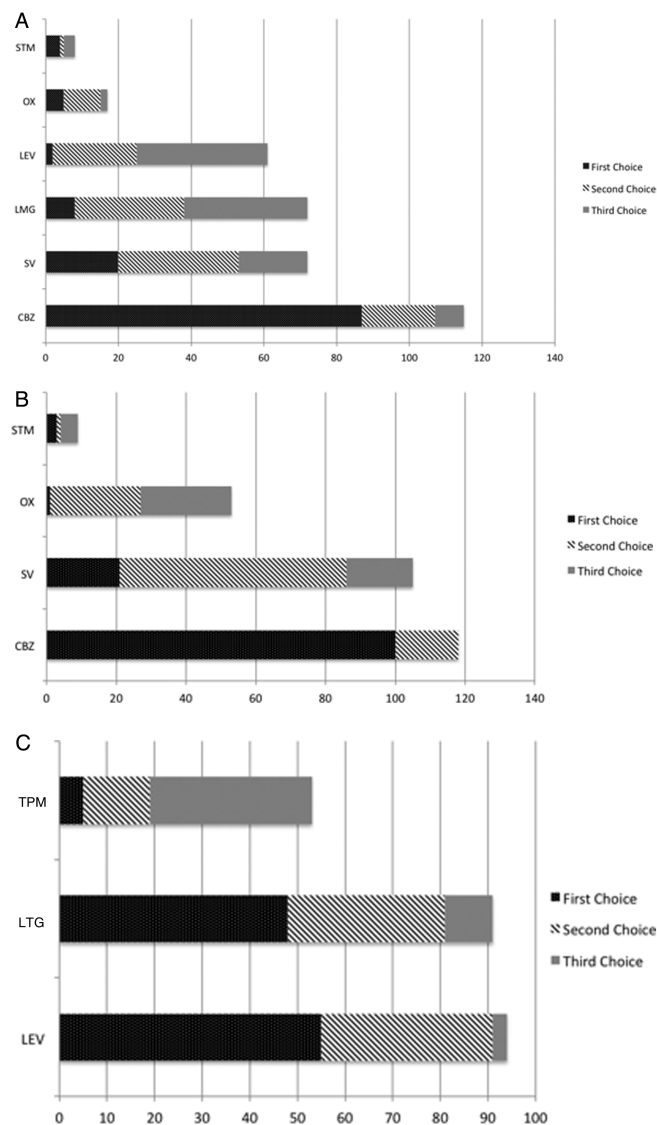 A
STM
OX
LEV
LMG
SV
CBZ
0 20 40 60 80 100 120 140
First Choice
Second Choice
Third Choice
B
STM
OX
SV
CBZ
0 20 40 60 80 100 120 140
First Choice
Second Choice
Third Choice
C
TPM
LTG
LEV
0 10 20 30 40 50 60 70 80 90 100
First Choice
Second Choice
Third Choice